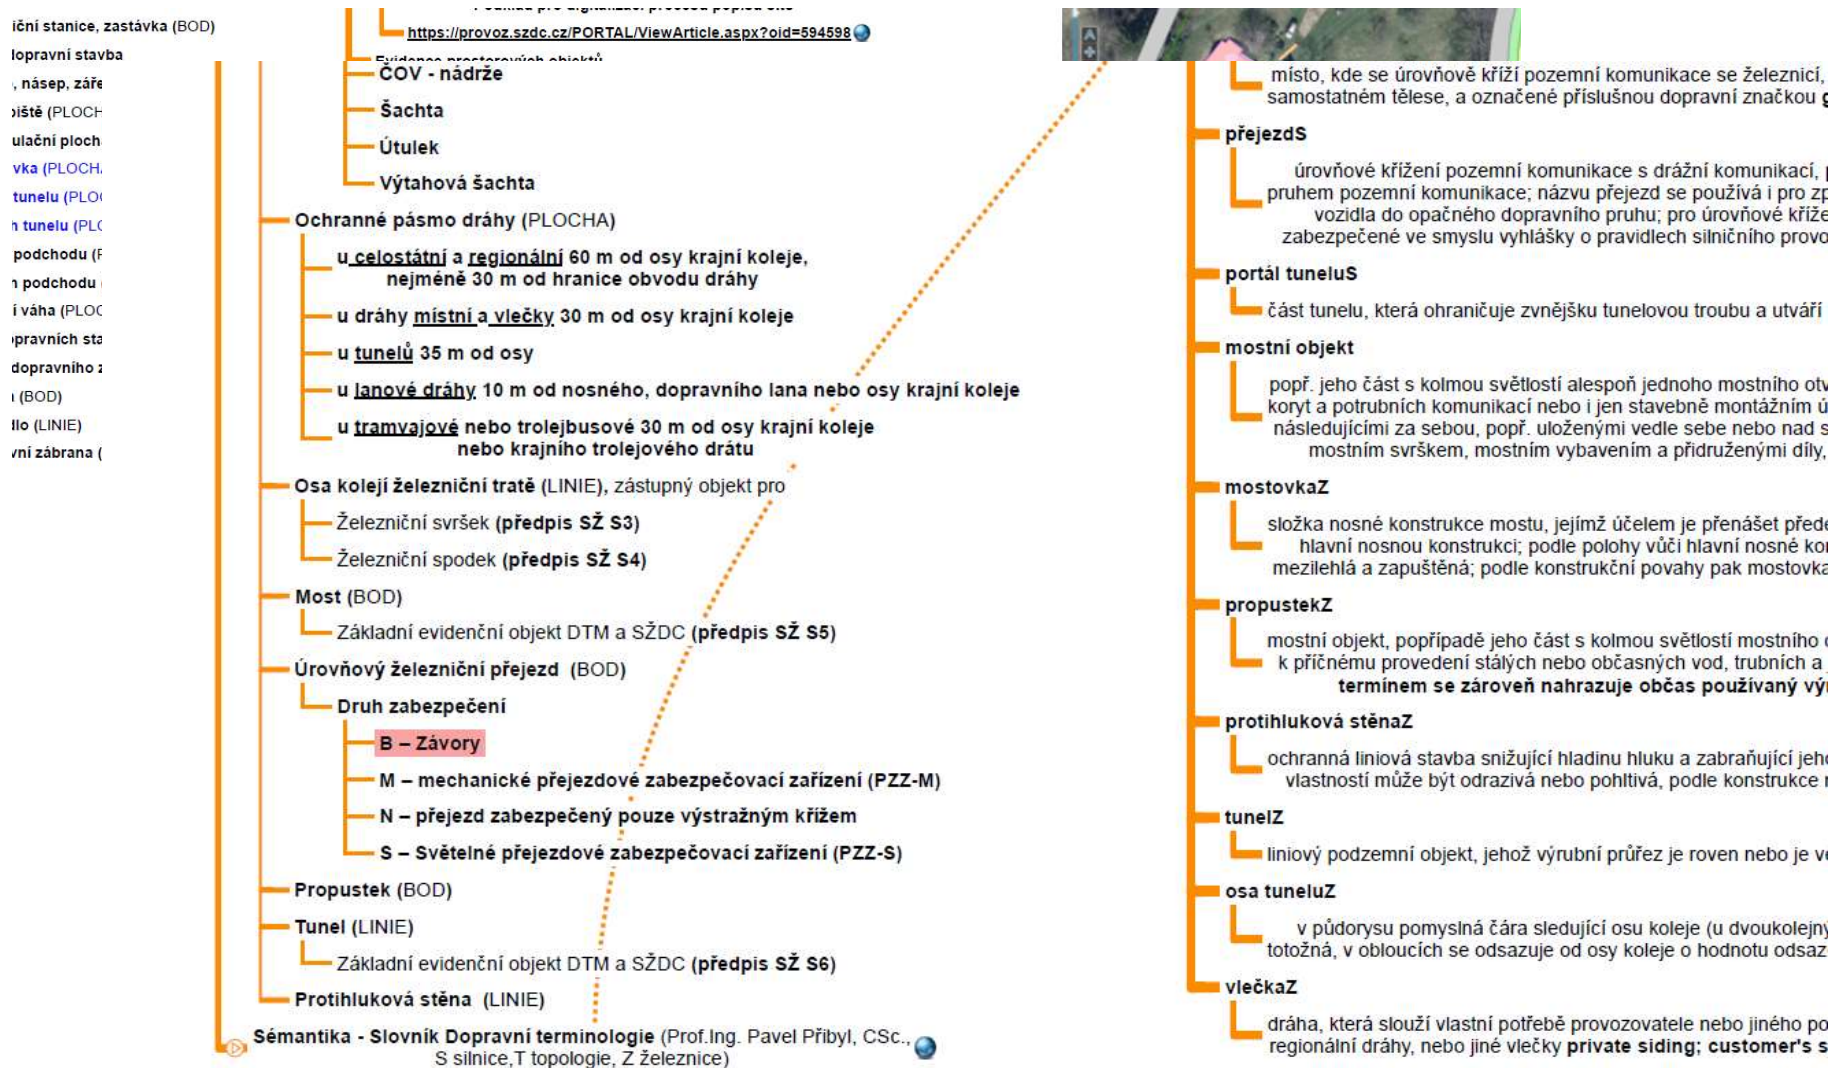 iční stanice, zastávka (BOD)
dopravní stavba
, násep, záře
iště (PLOCH
ulační ploch
vka (PLOCH
tunelu (PLO
h tunelu (PLO
podchodu (
h podchodu
í váha (PLOC
opravních sta
dopravního z
(BOD)
dlo (LINIE)
vní zábrana (
https://provoz.szdc.cz/PORTAL/ViewArticle.aspx?oid=594598
Evidence prostorových objektů
ČOV - nádrže
Šachta
Útulek
Výtahová šachta
Ochranné pásmo dráhy (PLOCHA)
u celostátní a regionální 60 m od osy krajní koleje,
nejméně 30 m od hranice obvodu dráhy
u dráhy místní a vlečky 30 m od osy krajní koleje
u tunelů 35 m od osy
u lanové dráhy 10 m od nosného, dopravního lana nebo osy krajní koleje
u tramvajové nebo trolejbusové 30 m od osy krajní koleje
nebo krajního trolejového drátu
Osa kolejí železniční tratě (LINIE), zástupný objekt pro
Železniční svršek (předpis SŽ S3)
Železniční spodek (předpis SŽ S4)
Most (BOD)
Základní evidenční objekt DTM a SŽDC (předpis SŽ S5)
Úrovňový železniční přejezd (BOD)
Druh zabezpečení
B – Závory
M – mechanické přejezdové zabezpečovací zařízení (PZZ-M)
N – přejezd zabezpečený pouze výstražným křížem
S – Světelné přejezdové zabezpečovací zařízení (PZZ-S)
Propustek (BOD)
Tunel (LINIE)
Základní evidenční objekt DTM a SŽDC (předpis SŽ S6)
Protihluková stěna (LINIE)
Sémantika - Slovník Dopravní terminologie (Prof.Ing. Pavel Přibyl, CSc.,
S silnice,T topologie, Z železnice)
místo, kde se úrovňově kříží pozemní komunikace se železnicí,
samostatném tělese, a označené příslušnou dopravní značkou
přejezdS
úrovňové křížení pozemní komunikace s drážní komunikací,
pruhem pozemní komunikace; názvu přejezd se používá i pro zp
vozidla do opačného dopravního pruhu; pro úrovňové kříže
zabezpečené ve smyslu vyhlášky o pravidlech silničního provo
portál tuneluS
část tunelu, která ohraničuje zvnějšku tunelovou troubu a utváří
mostní objekt
popř. jeho část s kolmou světlostí alespoň jednoho mostního otv
koryt a potrubních komunikací nebo i jen stavebně montážním ú
následujícími za sebou, popř. uloženými vedle sebe nebo nad s
mostním svrškem, mostním vybavením a přidruženými díly,
mostovkaZ
složka nosné konstrukce mostu, jejímž účelem je přenášet přede
hlavní nosnou konstrukci; podle polohy vůči hlavní nosné kon
mezilehlá a zapuštěná; podle konstrukční povahy pak mostovka
propustekZ
mostní objekt, popřípadě jeho část s kolmou světlostí mostního
k příčnému provedení stálých nebo občasných vod, trubních a
termínem se zároveň nahrazuje občas používaný výr
protihluková stěnaZ
ochranná liniová stavba snižující hladinu hluku a zabraňující jeho
vlastností může být odrazivá nebo pohltivá, podle konstrukce
tunelZ
liniový podzemní objekt, jehož výrubní průřez je roven nebo je ve
osa tuneluZ
v půdorysu pomyslná čára sledující osu koleje (u dvoukolejný
totožná, v obloucích se odsazuje od osy koleje o hodnotu odsaz
vlečkaZ
dráha, která slouží vlastní potřebě provozovatele nebo jiného po
regionální dráhy, nebo jiné vlečky private siding; customer's s